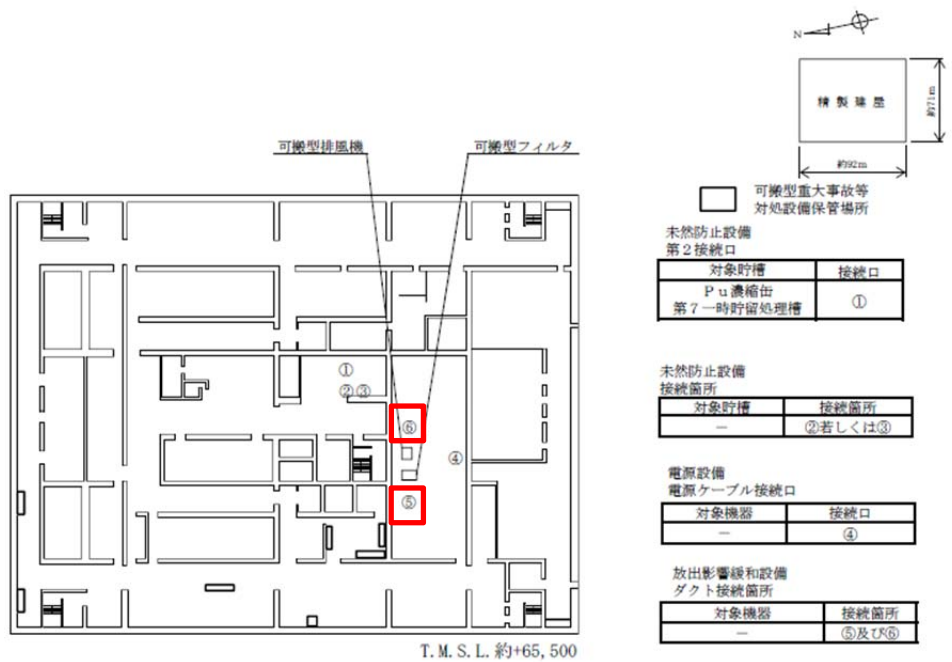 N
精製建屋
約71m
約92m
可搬型排風機
可搬型フィルタ
可搬型重大事故等
対処設備保管場所
①
②③
⑥
④
⑤
T.M.S.L.約+65,500
未然防止設備
第2接続口
対象貯槽 接続口
Pu濃縮缶
第7一時貯留処理槽
①
未然防止設備
接続箇所
対象貯槽 接続箇所
－ ②若しくは③
電源設備
電源ケーブル接続口
対象機器 接続口
－ ④
放出影響緩和設備
ダクト接続箇所
対象機器 接続箇所
－ ⑤及び⑥